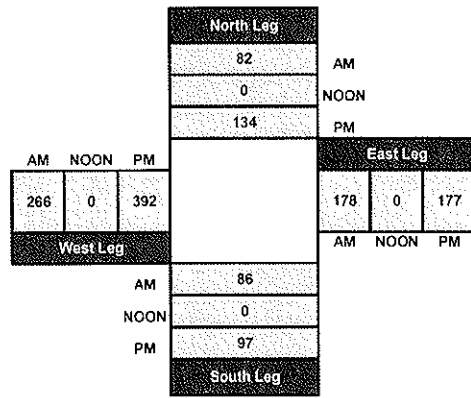 North Leg
82 AM
0 NOON
134 PM
AM NOON PM
East Leg
266 0 392
178 0 177
West Leg
AM NOON PM
AM 86
NOON 0
PM 97
South Leg